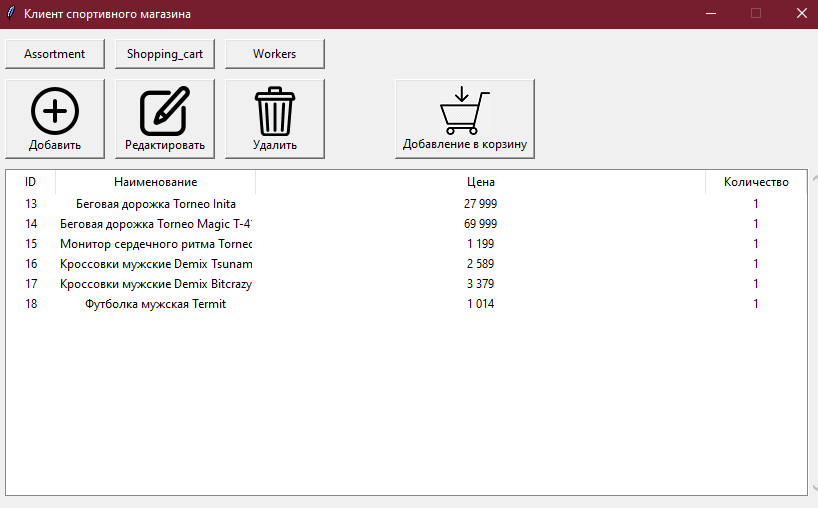 Клиент спортивного магазина
Assortment Shopping_cart Workers
Добавить Редактировать Удалить Добавление в корзину
ID Наименование Цена Количество
13 Беговая дорожка Torneo Inita 27 999 1
14 Беговая дорожка Torneo Magic T-4 69 999 1
15 Монитор сердечного ритма Torneo 1 199 1
16 Кроссовки мужские Demix Tsunam 2 589 1
17 Кроссовки мужские Demix Bitcrazy 3 379 1
18 Футболка мужская Termit 1 014 1